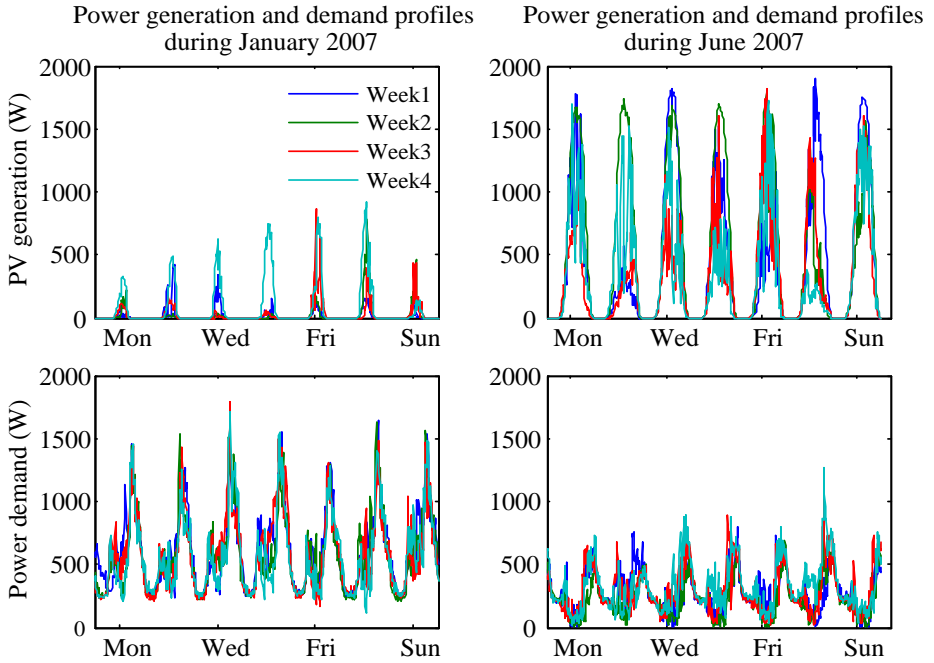 Power generation and demand profiles
during January 2007
Power generation and demand profiles
during June 2007
PV generation (W)
2000
1500
1000
500
0
Week1
Week2
Week3
Week4
Mon Wed Fri Sun
2000
1500
1000
500
0
Mon Wed Fri Sun
Power demand (W)
2000
1500
1000
500
0
Mon Wed Fri Sun
2000
1500
1000
500
0
Mon Wed Fri Sun